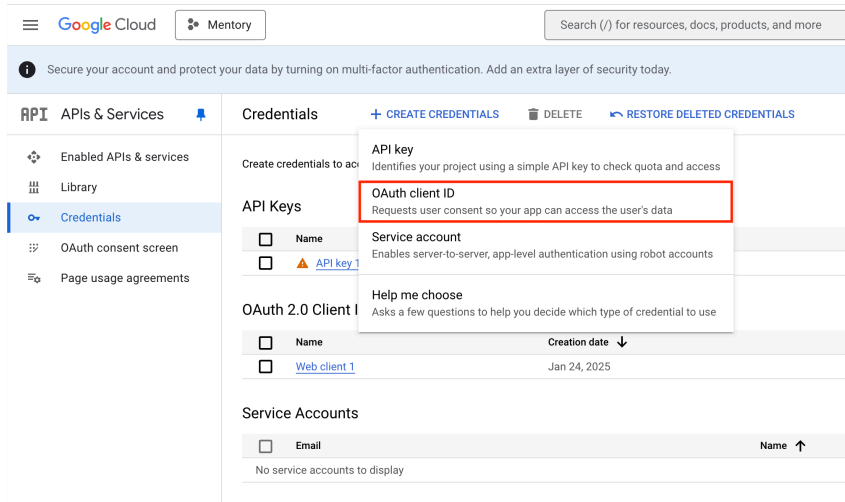 Google Cloud
Mentory
Search (/) for resources, docs, products, and more
Secure your account and protect your data by turning on multi-factor authentication. Add an extra layer of security today.
API APIs & Services
Credentials
+ CREATE CREDENTIALS
DELETE
RESTORE DELETED CREDENTIALS
Enabled APIs & services
Library
Credentials
OAuth consent screen
Page usage agreements
Create credentials to acc
API key
Identifies your project using a simple API key to check quota and access
OAuth client ID
Requests user consent so your app can access the user's data
Service account
Enables server-to-server, app-level authentication using robot accounts
Help me choose
Asks a few questions to help you decide which type of credential to use
API Keys
Name
API key 1
OAuth 2.0 Client I
Name
Creation date
Web client 1
Jan 24, 2025
Service Accounts
Email
Name
No service accounts to display